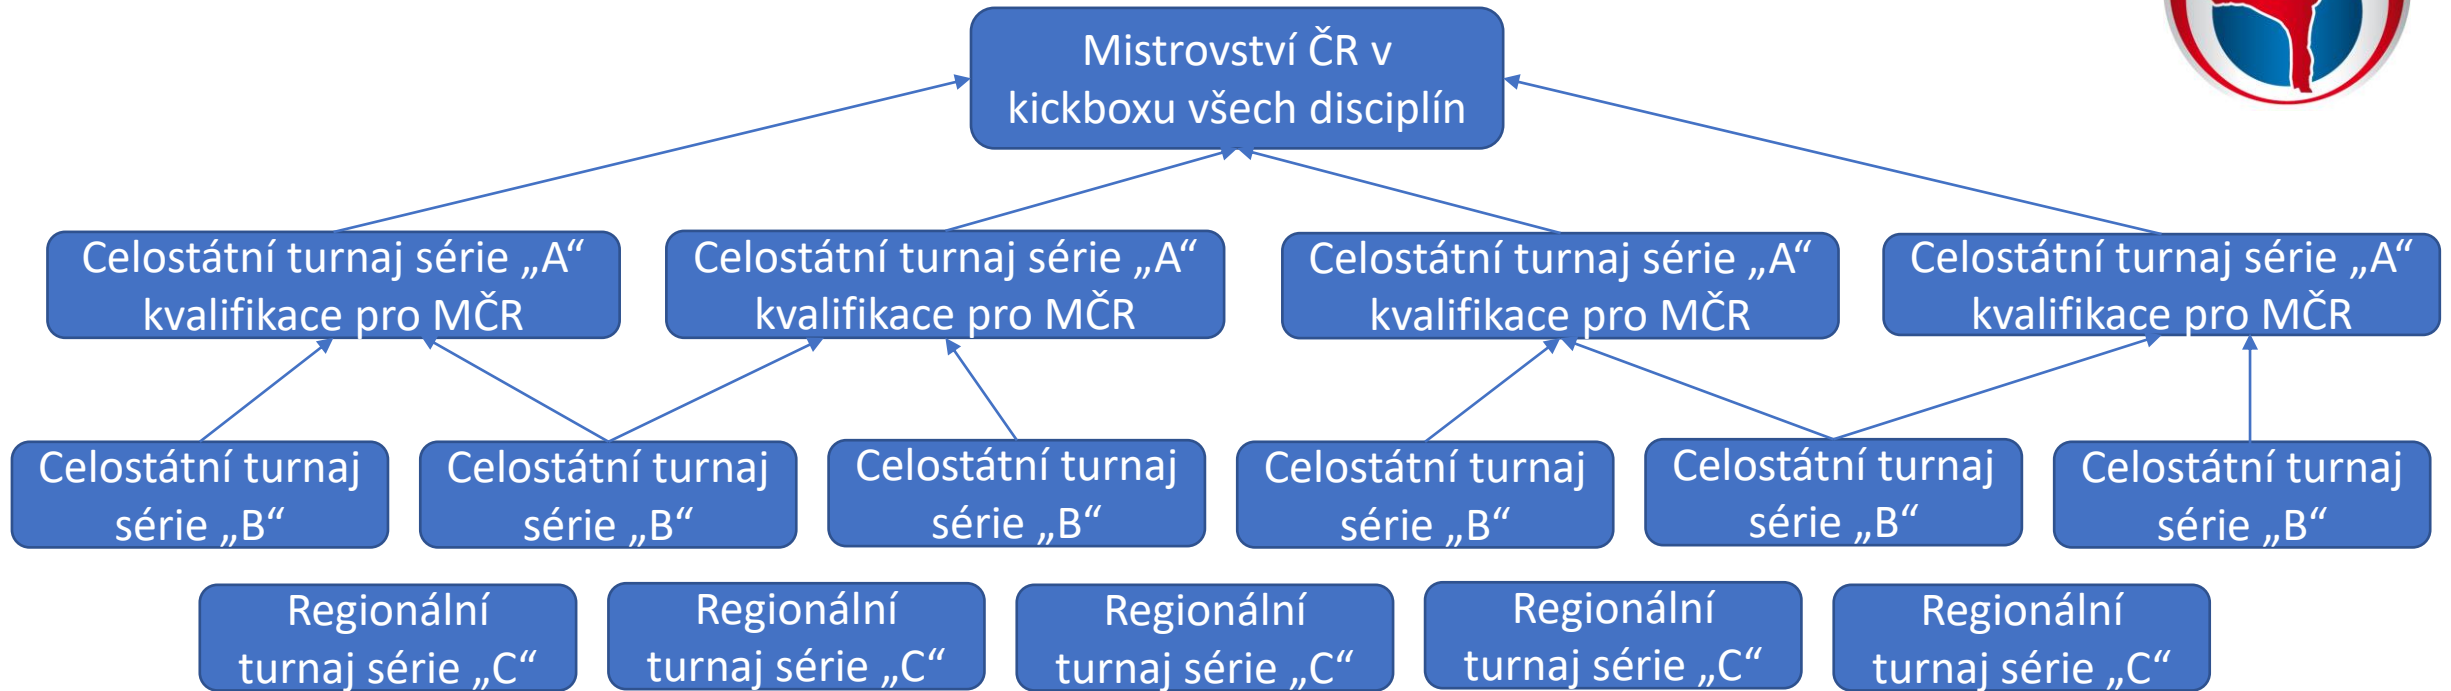 Mistrovství ČR v
kickboxu všech disciplín
Celostátní turnaj série „A“
kvalifikace pro MČR
Celostátní turnaj série „A“
kvalifikace pro MČR
Celostátní turnaj série „A“
kvalifikace pro MČR
Celostátní turnaj série „A“
kvalifikace pro MČR
Celostátní turnaj
série „B“
Celostátní turnaj
série „B“
Celostátní turnaj
série „B“
Celostátní turnaj
série „B“
Celostátní turnaj
série „B“
Celostátní turnaj
série „B“
Regionální
turnaj série „C“
Regionální
turnaj série „C“
Regionální
turnaj série „C“
Regionální
turnaj série „C“
Regionální
turnaj série „C“